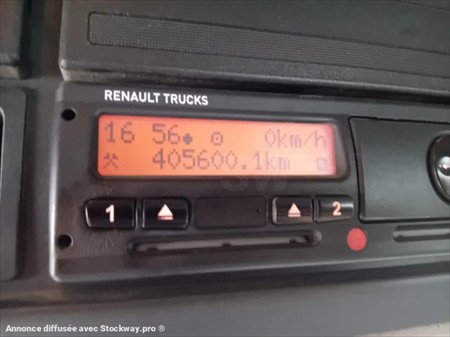 RENAULT TRUCKS
16 56 0km/h
405600.1km
1 2
Annonce diffusée avec Stockway.pro ®